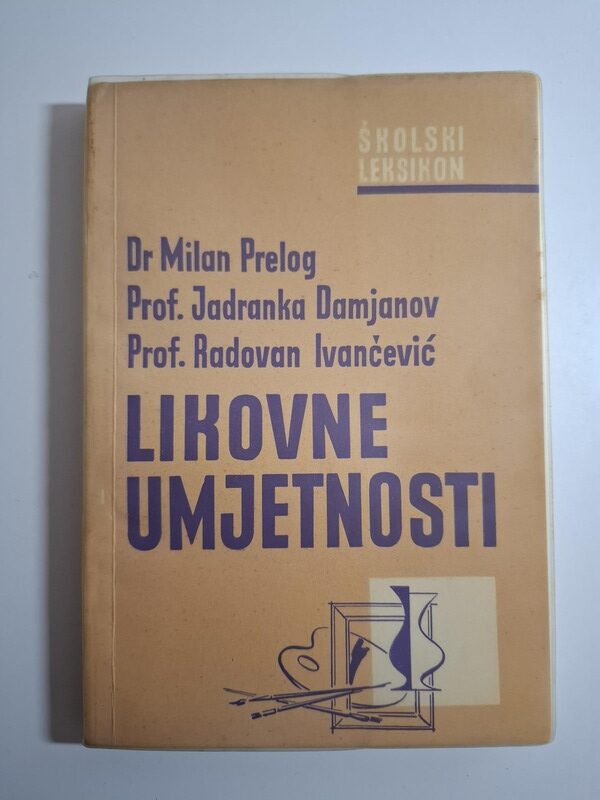 ŠKOLSKI
LEKSIKON
Dr Milan Prelog
Prof. Jadranka Damjanov
Prof. Radovan Ivančević
LIKOVNE
UMJETNOSTI